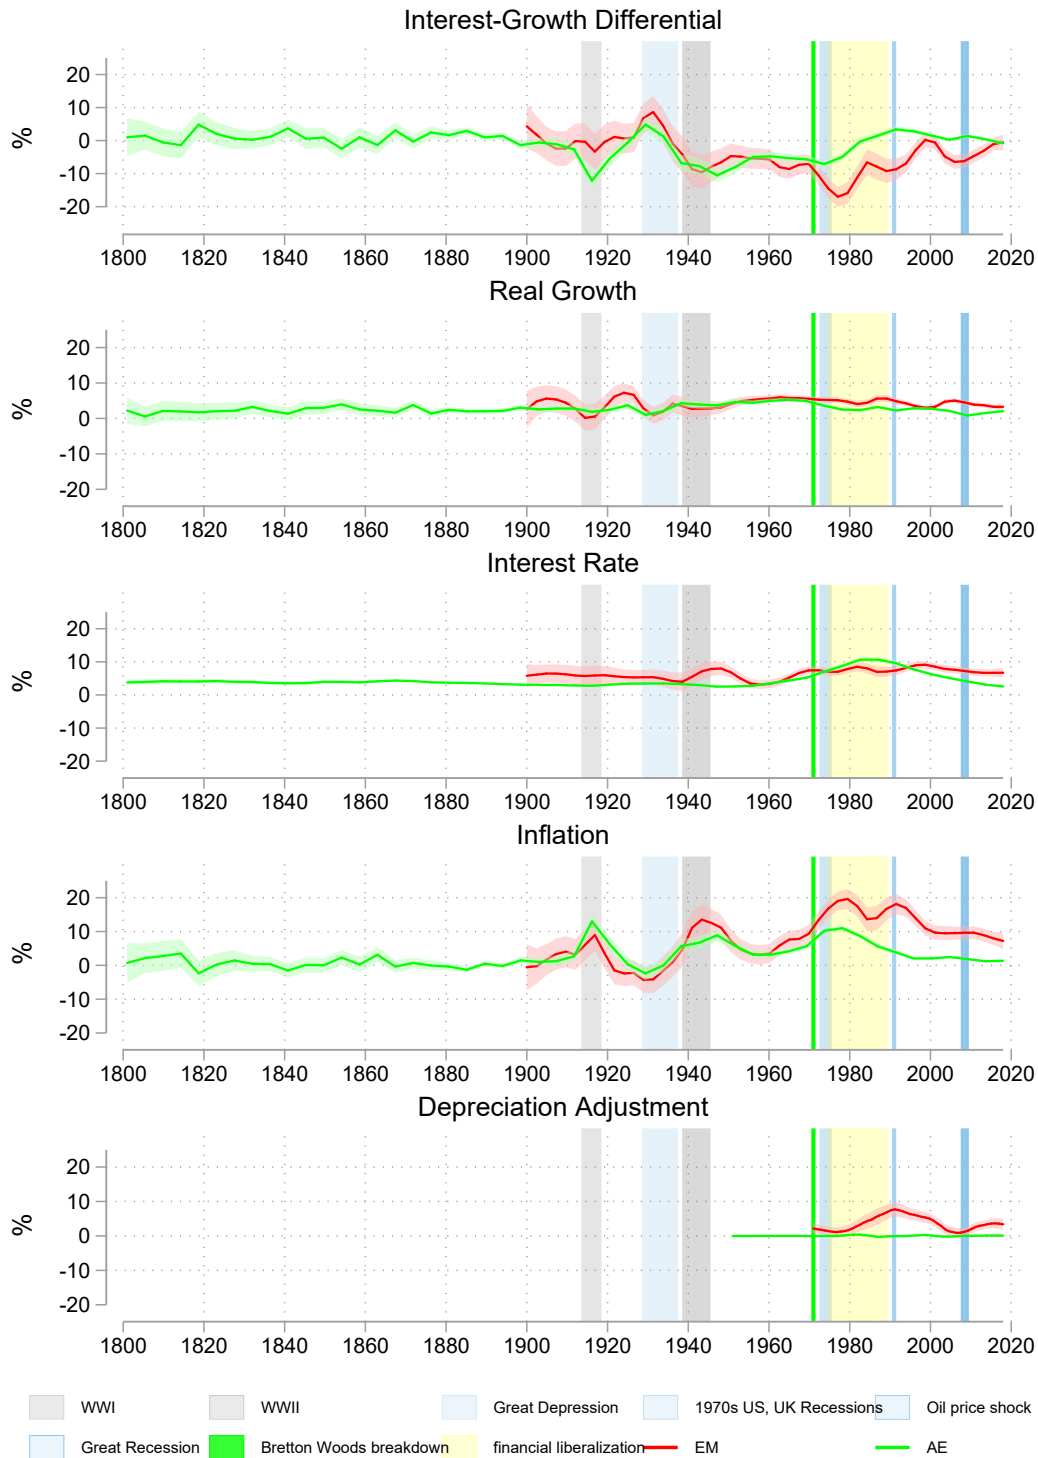 Interest-Growth Differential
%
20
10
0
-10
-20
1800 1820 1840 1860 1880 1900 1920 1940 1960 1980 2000 2020
Real Growth
%
20
10
0
-10
-20
1800 1820 1840 1860 1880 1900 1920 1940 1960 1980 2000 2020
Interest Rate
%
20
10
0
-10
-20
1800 1820 1840 1860 1880 1900 1920 1940 1960 1980 2000 2020
Inflation
%
20
10
0
-10
-20
1800 1820 1840 1860 1880 1900 1920 1940 1960 1980 2000 2020
Depreciation Adjustment
%
20
10
0
-10
-20
1800 1820 1840 1860 1880 1900 1920 1940 1960 1980 2000 2020
WWI WWII Great Depression 1970s US, UK Recessions Oil price shock
Great Recession Bretton Woods breakdown financial liberalization EM AE